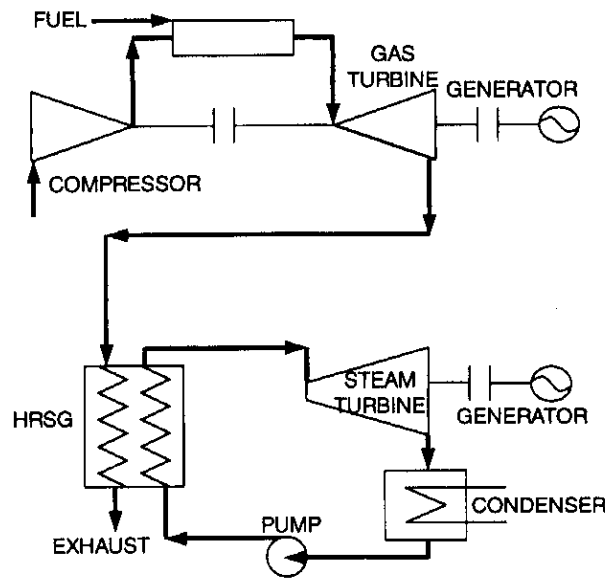 FUEL
GAS
TURBINE
GENERATOR
COMPRESSOR
STEAM
TURBINE
GENERATOR
HRSG
CONDENSER
PUMP
EXHAUST